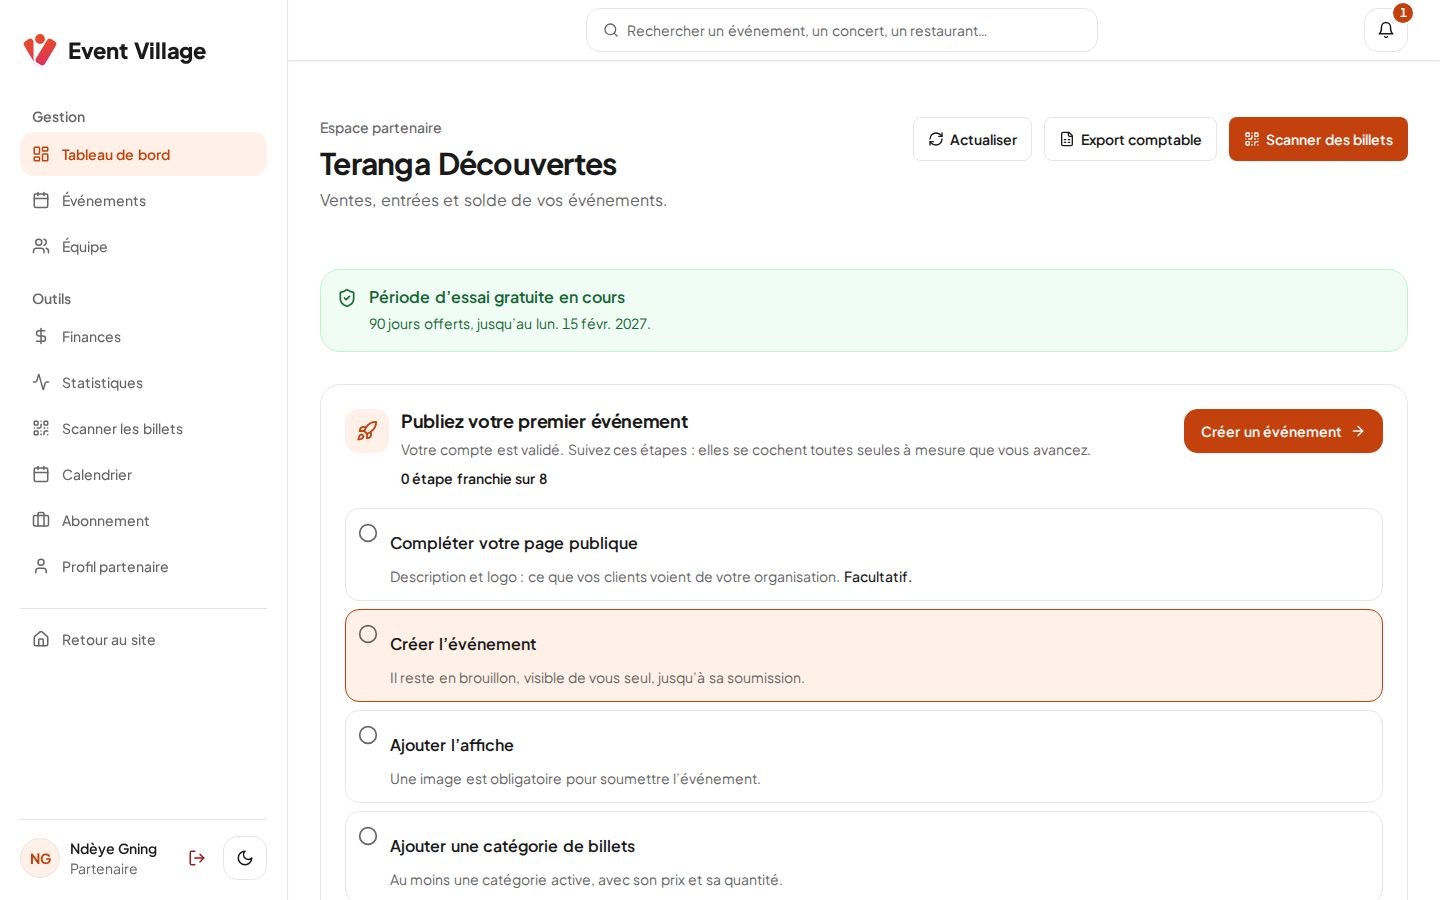 Event Village
Rechercher un événement, un concert, un restaurant...
1
Gestion
Tableau de bord
Événements
Équipe
Outils
Finances
Statistiques
Scanner les billets
Calendrier
Abonnement
Profil partenaire
Retour au site
NG
Ndèye Gning
Partenaire
Espace partenaire
Teranga Découvertes
Ventes, entrées et solde de vos événements.
Actualiser
Export comptable
Scanner des billets
Période d’essai gratuite en cours
90 jours offerts, jusqu’au lun. 15 févr. 2027.
Publiez votre premier événement
Votre compte est validé. Suivez ces étapes : elles se cochent toutes seules à mesure que vous avancez.
0 étape franchie sur 8
Créer un événement
Compléter votre page publique
Description et logo : ce que vos clients voient de votre organisation. Facultatif.
Créer l’événement
Il reste en brouillon, visible de vous seul, jusqu’à sa soumission.
Ajouter l’affiche
Une image est obligatoire pour soumettre l’événement.
Ajouter une catégorie de billets
Au moins une catégorie active, avec son prix et sa quantité.